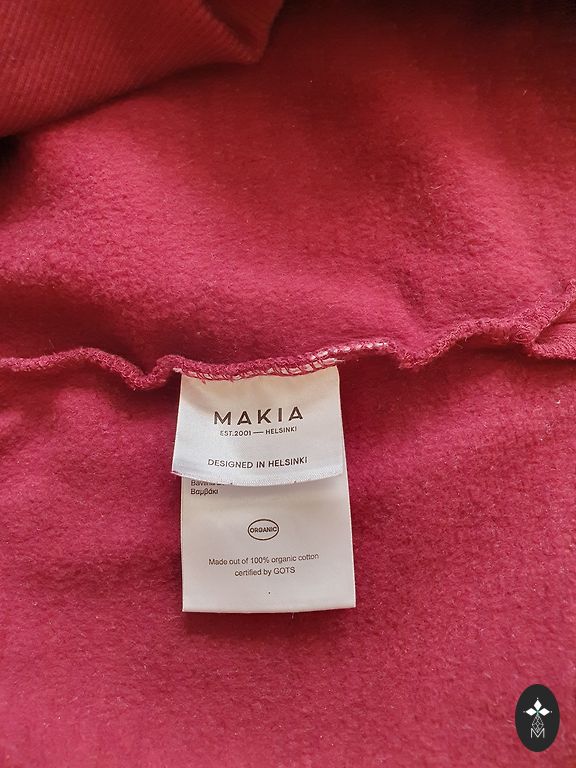 MAKIA
EST.2001 — HELSINKI
DESIGNED IN HELSINKI
Βαμβάκι
ORGANIC
Made out of 100% organic cotton
certified by GOTS
M